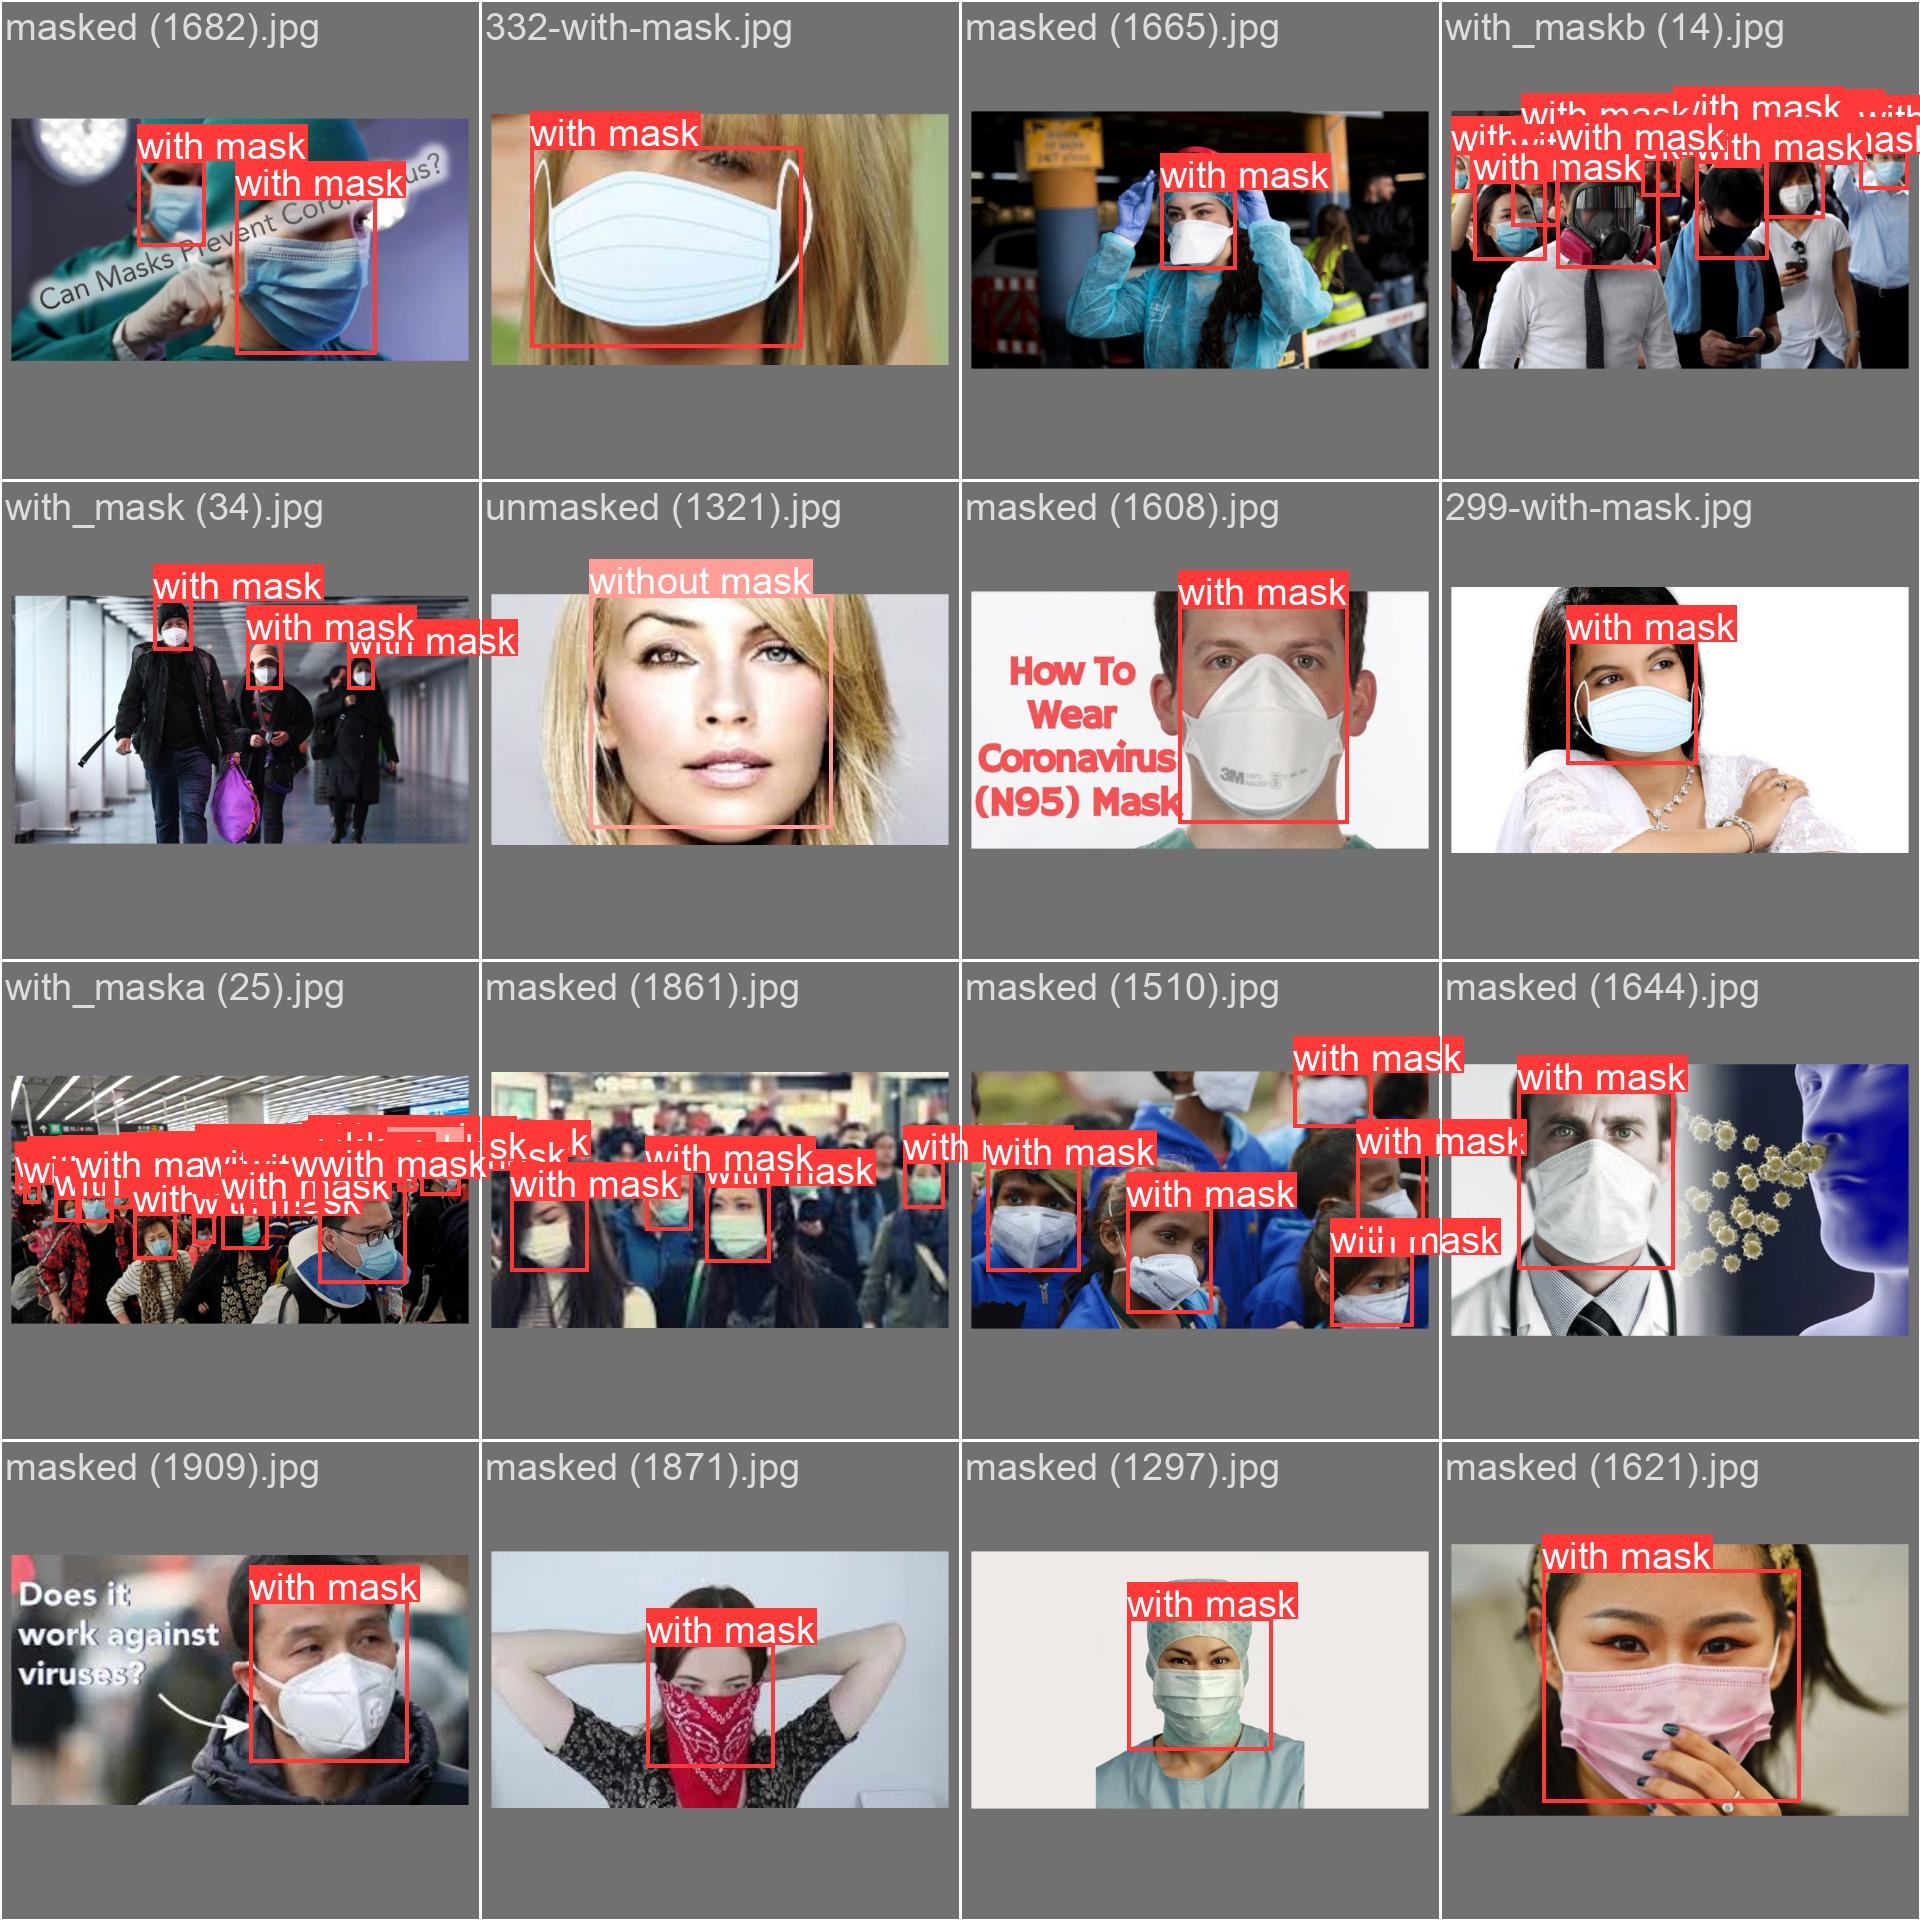 masked (1682).jpg
332-with-mask.jpg
masked (1665).jpg
with_maskb (14).jpg
with mask
with mask
Can Masks Prevent us?
with mask
with mask
with mask
with mask
with mask
with mask
with_mask (34).jpg
unmasked (1321).jpg
masked (1608).jpg
299-with-mask.jpg
with mask
with mask
with mask
without mask
with mask
How To
Wear
Coronavirus
(N95) Mask
3M
with mask
with_maska (25).jpg
masked (1861).jpg
masked (1510).jpg
masked (1644).jpg
with mask
with mask
with mask
with mask
with mask
with mask
with
with mask
with mask
with mask
with mask
with mask
with mask
masked (1909).jpg
masked (1871).jpg
masked (1297).jpg
masked (1621).jpg
Does it
work against
viruses?
with mask
with mask
with mask
with mask